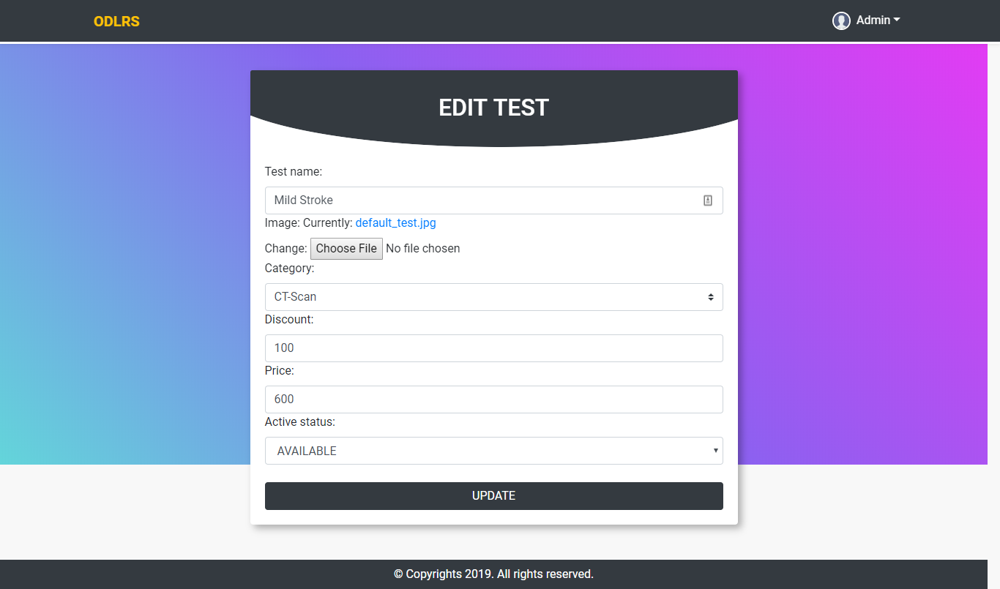 ODLRS
Admin
EDIT TEST
Test name:
Mild Stroke
Image: Currently: default_test.jpg
Change: Choose File No file chosen
Category:
CT-Scan
Discount:
100
Price:
600
Active status:
AVAILABLE
UPDATE
© Copyrights 2019. All rights reserved.